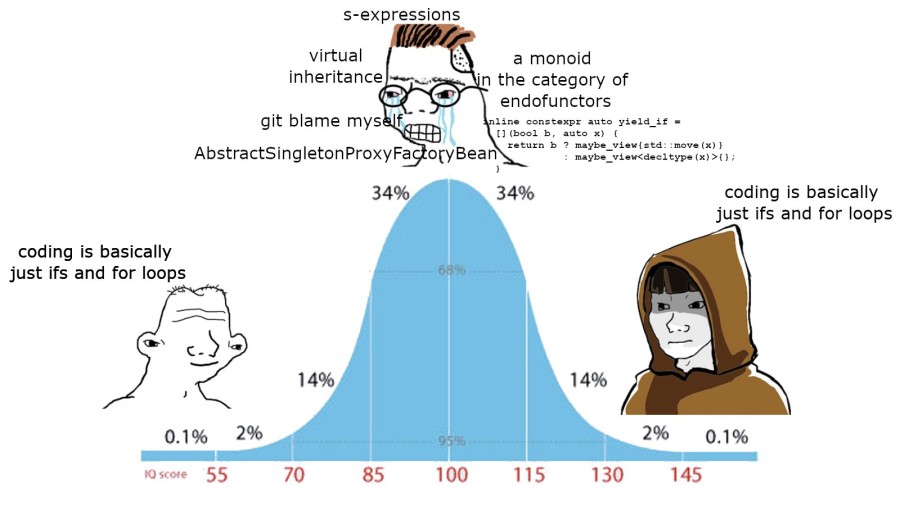 s-expressions
virtual
inheritance
a monoid
in the category of
endofunctors
git blame myself
inline constexpr auto yield_if =
[](bool b, auto x) {
return b ? maybe_view{std::move(x)}
: maybe_view<decltype(x)>{};
}
AbstractSingletonProxyFactoryBean
34%
34%
coding is basically
just ifs and for loops
coding is basically
just ifs and for loops
68%
14%
14%
0.1%
2%
95%
2%
0.1%
IQ score 55 70 85 100 115 130 145